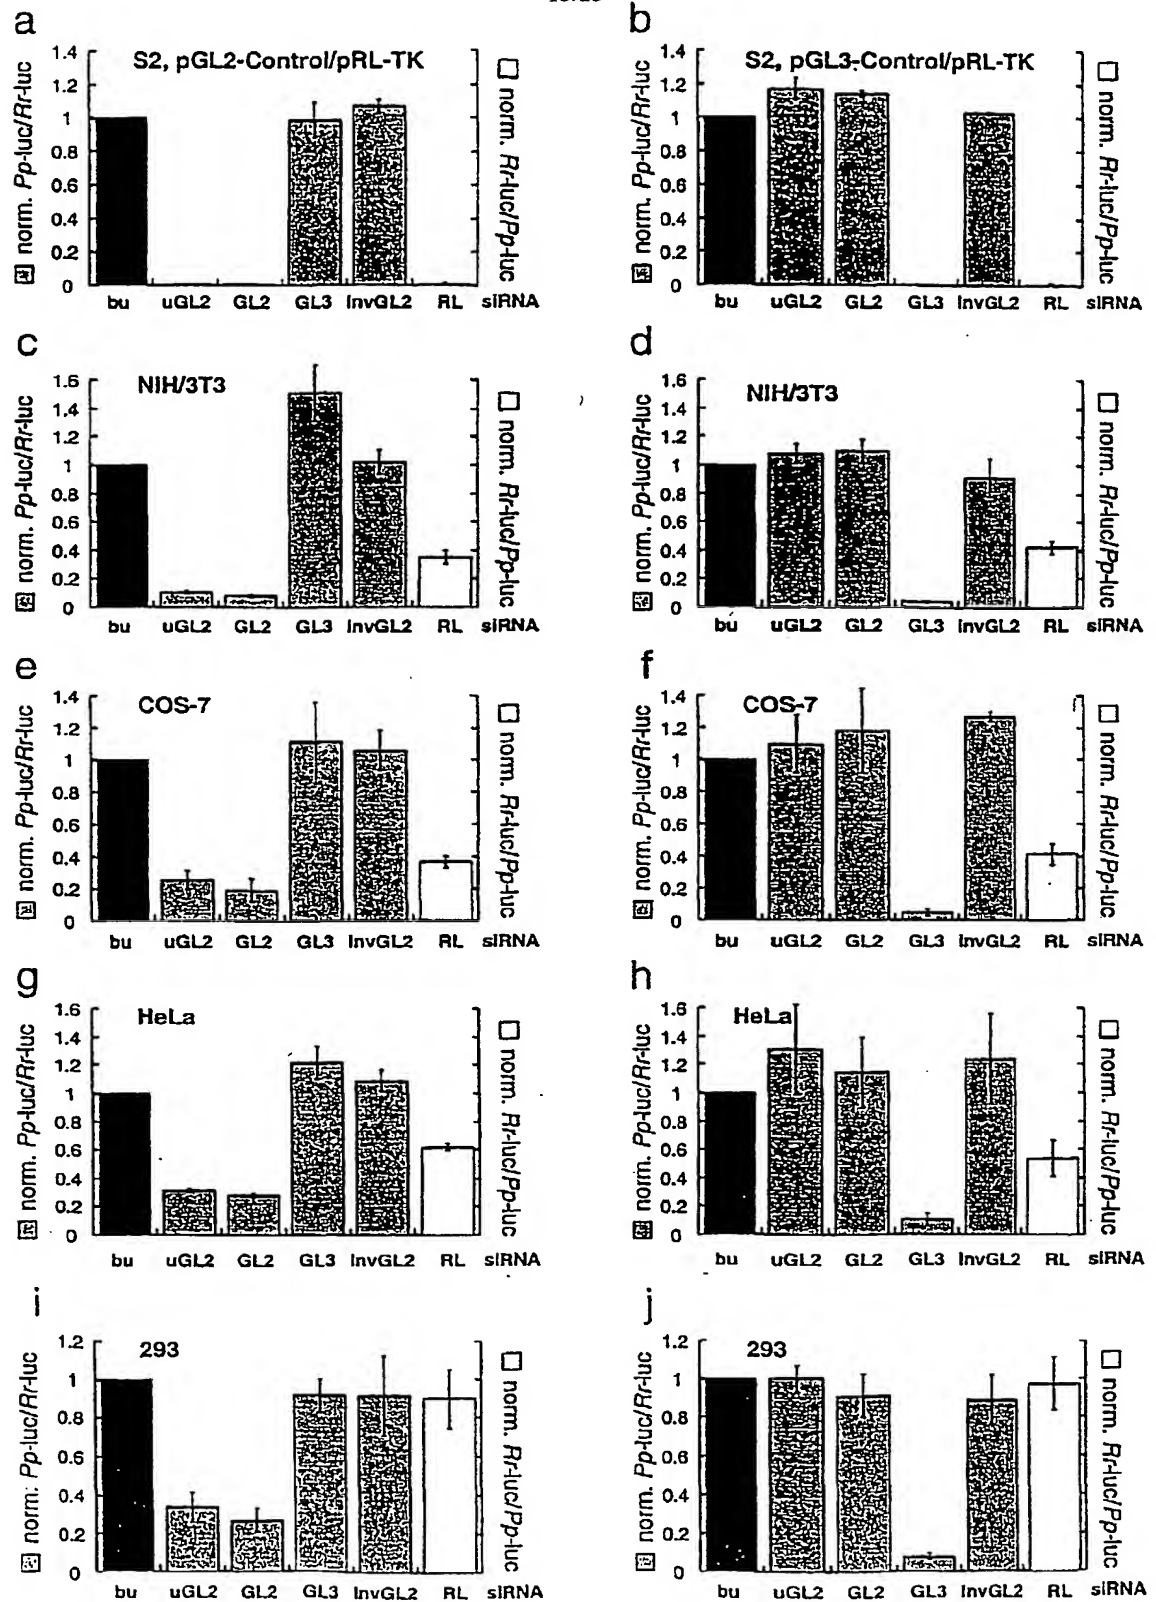 a
S2, pGL2-Control/pRL-TK
norm. Pp-luc/Rr-luc
1.4
1.2
1
0.8
0.6
0.4
0.2
0
norm. Rr-luc/Pp-luc
bu uGL2 GL2 GL3 InvGL2 RL siRNA
b
S2, pGL3-Control/pRL-TK
norm. Pp-luc/Rr-luc
1.4
1.2
1
0.8
0.6
0.4
0.2
0
norm. Rr-luc/Pp-luc
bu uGL2 GL2 GL3 InvGL2 RL siRNA
c
NIH/3T3
norm. Pp-luc/Rr-luc
1.6
1.4
1.2
1
0.8
0.6
0.4
0.2
0
norm. Rr-luc/Pp-luc
bu uGL2 GL2 GL3 InvGL2 RL siRNA
d
NIH/3T3
norm. Pp-luc/Rr-luc
1.6
1.4
1.2
1
0.8
0.6
0.4
0.2
0
norm. Rr-luc/Pp-luc
bu uGL2 GL2 GL3 InvGL2 RL siRNA
e
COS-7
norm. Pp-luc/Rr-luc
1.4
1.2
1
0.8
0.6
0.4
0.2
0
norm. Rr-luc/Pp-luc
bu uGL2 GL2 GL3 InvGL2 RL siRNA
f
COS-7
norm. Pp-luc/Rr-luc
1.4
1.2
1
0.8
0.6
0.4
0.2
0
norm. Rr-luc/Pp-luc
bu uGL2 GL2 GL3 InvGL2 RL siRNA
g
HeLa
norm. Pp-luc/Rr-luc
1.6
1.4
1.2
1
0.8
0.6
0.4
0.2
0
norm. Rr-luc/Pp-luc
bu uGL2 GL2 GL3 InvGL2 RL siRNA
h
HeLa
norm. Pp-luc/Rr-luc
1.6
1.4
1.2
1
0.8
0.6
0.4
0.2
0
norm. Rr-luc/Pp-luc
bu uGL2 GL2 GL3 InvGL2 RL siRNA
i
293
norm. Pp-luc/Rr-luc
1.2
1
0.8
0.6
0.4
0.2
0
norm. Rr-luc/Pp-luc
bu uGL2 GL2 GL3 InvGL2 RL siRNA
j
293
norm. Pp-luc/Rr-luc
1.2
1
0.8
0.6
0.4
0.2
0
norm. Rr-luc/Pp-luc
bu uGL2 GL2 GL3 InvGL2 RL siRNA